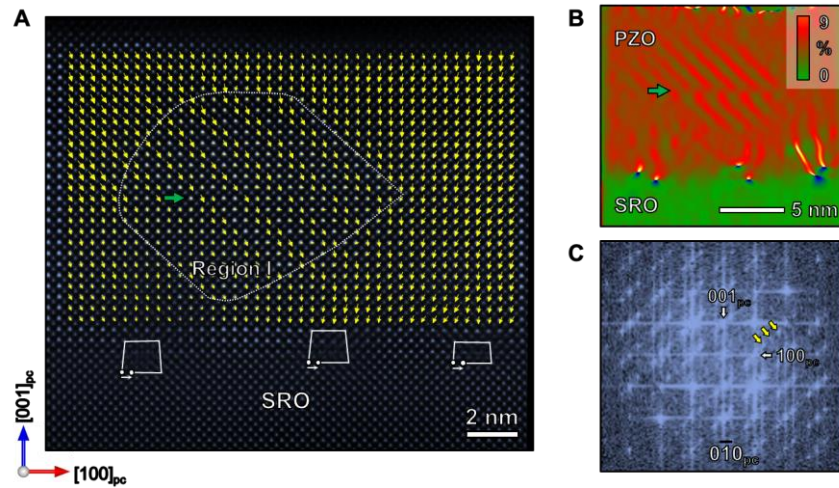 A
Region I
SRO
2 nm
[001]pc
[100]pc
B
PZO
9
%
0
SRO
5 nm
C
001pc
100pc
010pc